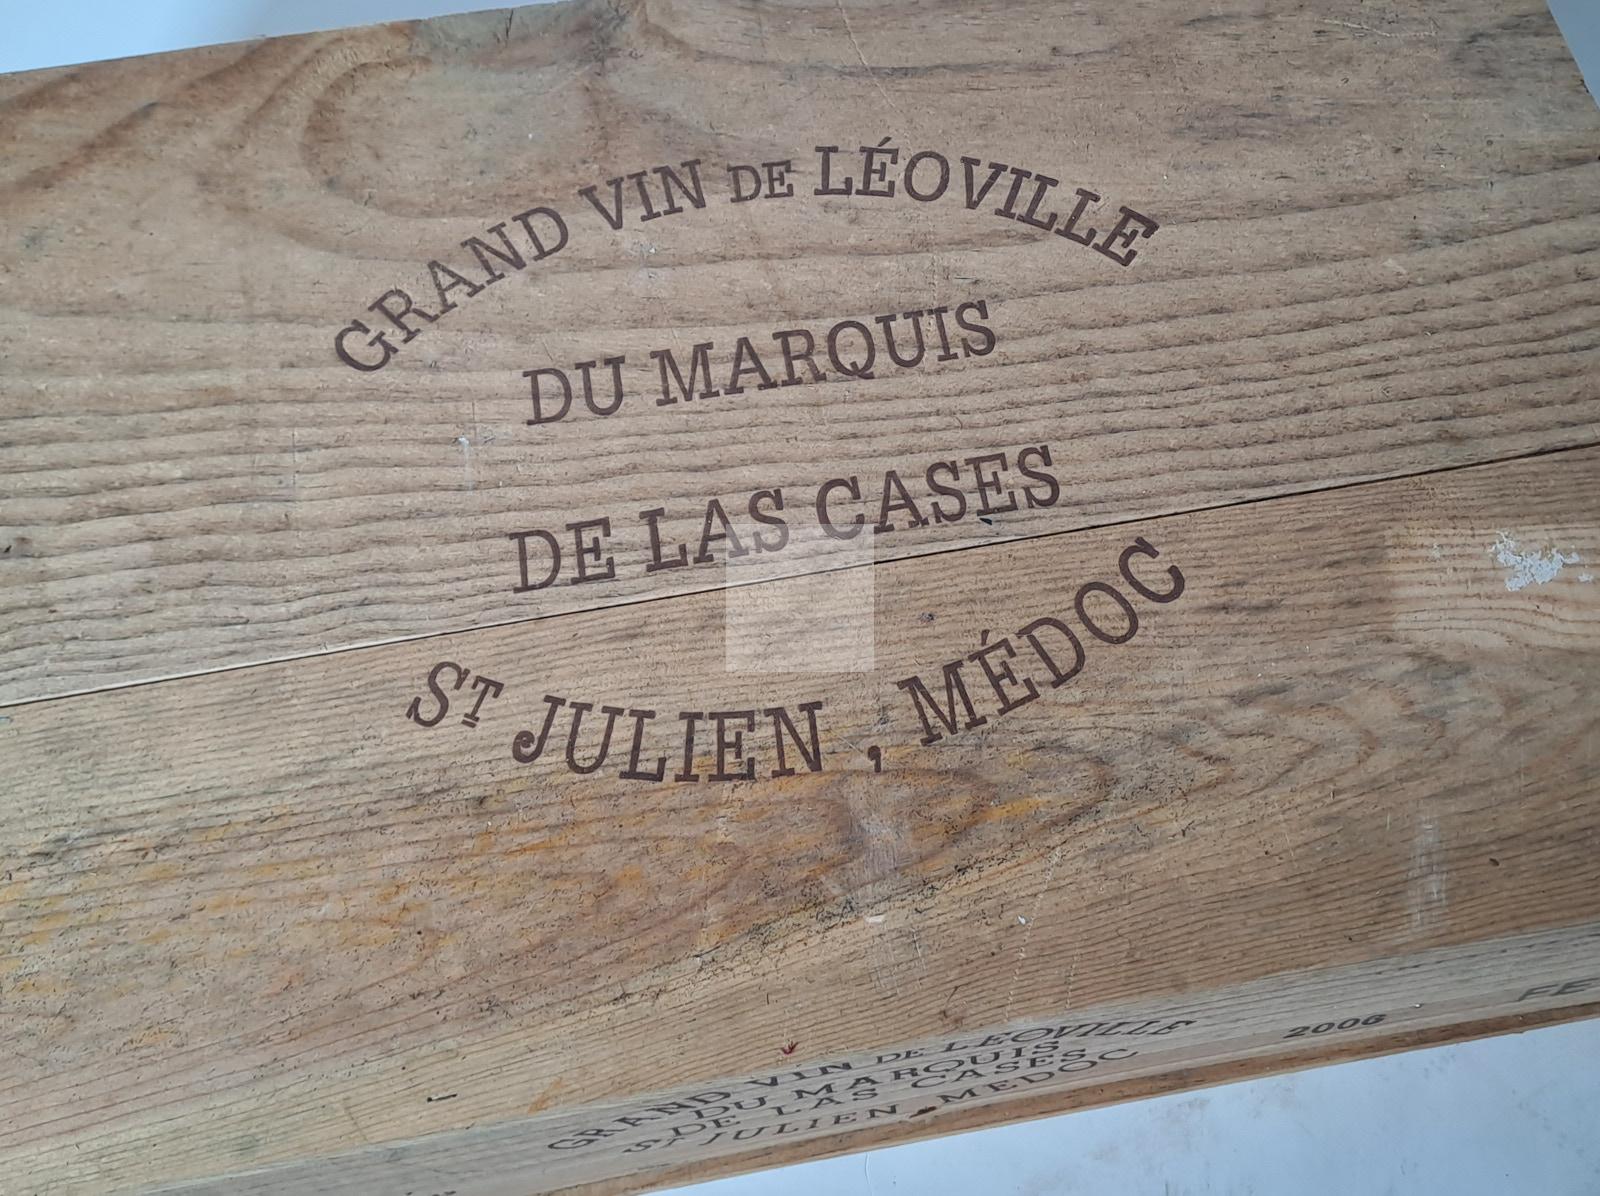 GRAND VIN DE LÉOVILLE
DU MARQUIS
DE LAS CASES
ST JULIEN, MÉDOC
GRAND VIN DE LÉOVILLE
DU MARQUIS
DE LAS CASES
ST JULIEN, MEDOC
2006